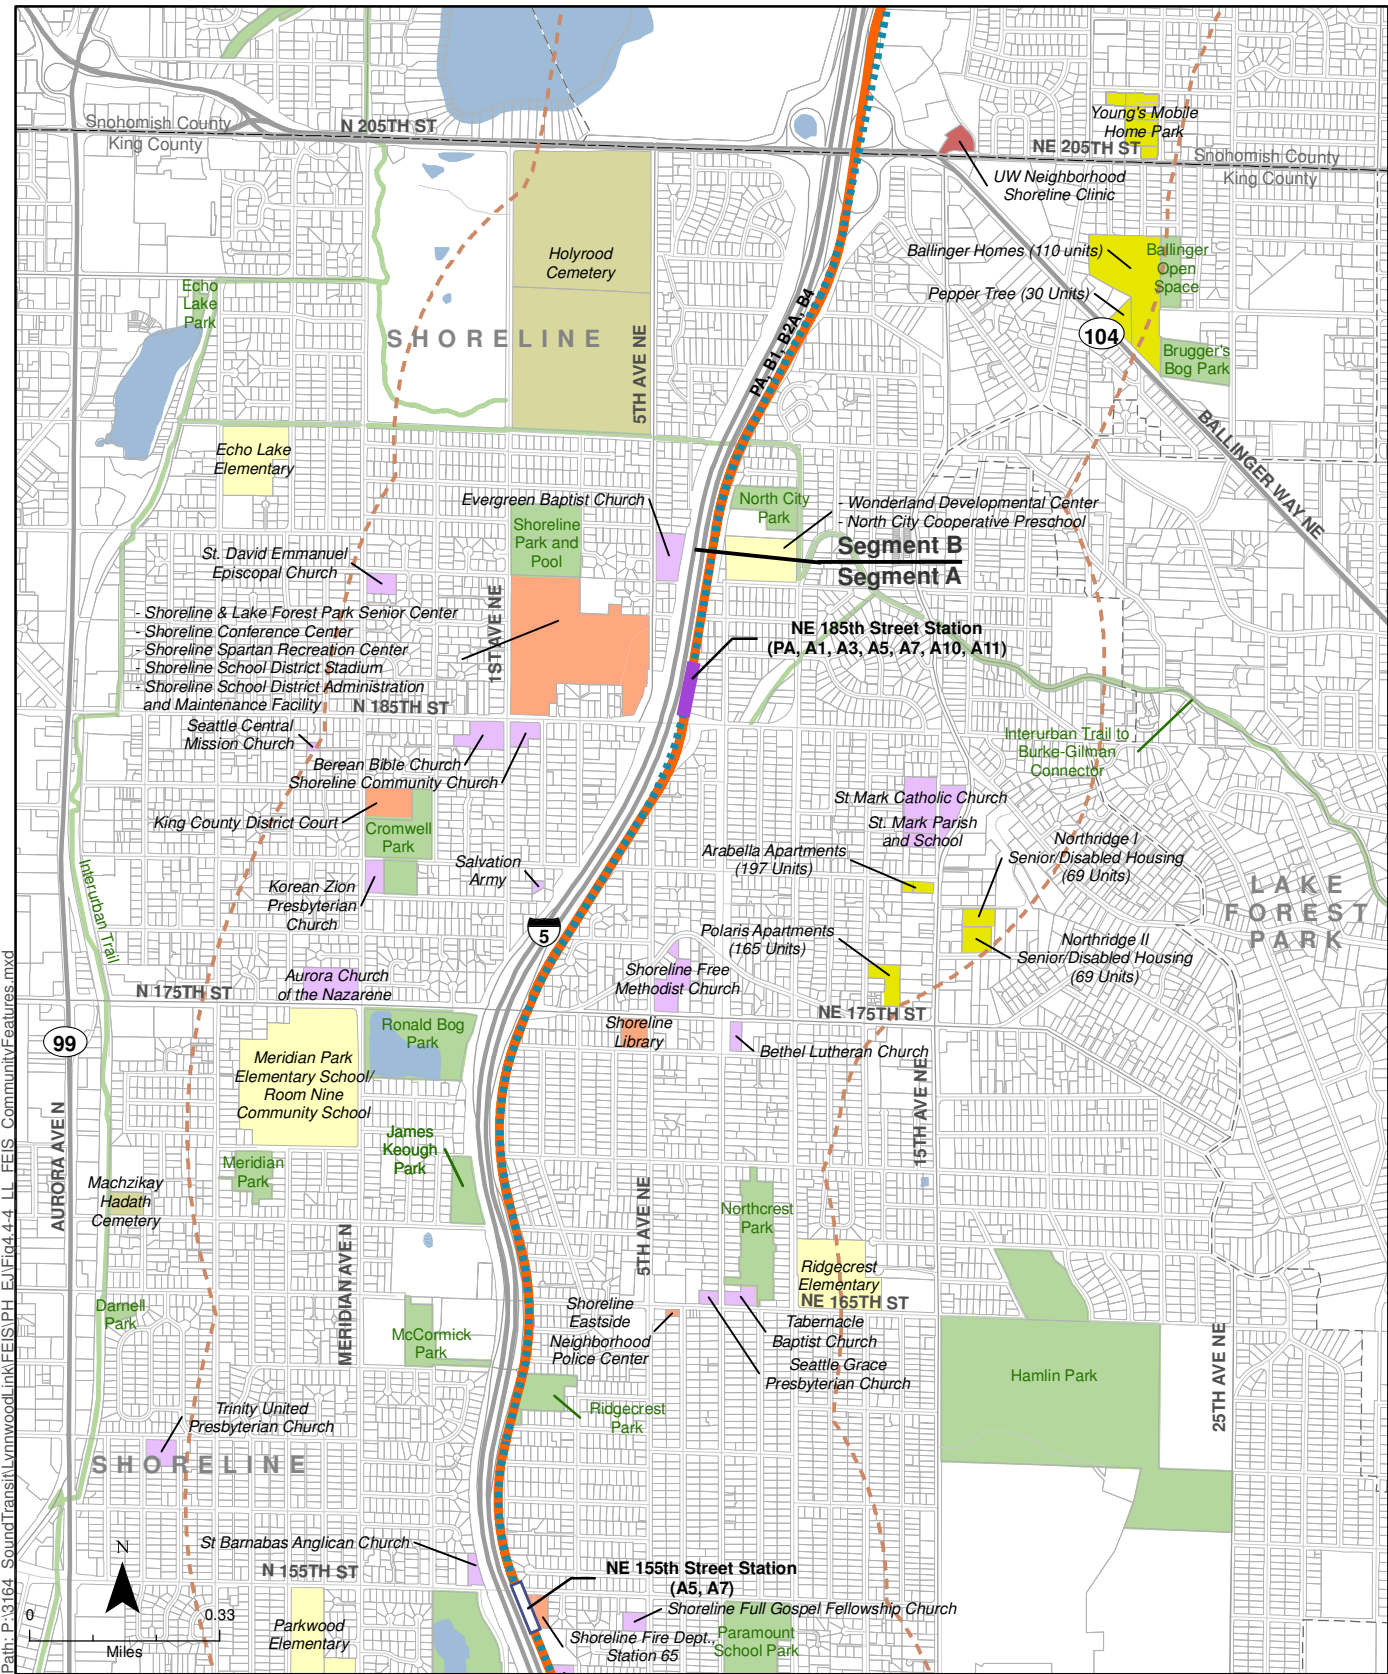 Snohomish County
King County
N 205TH ST
Young's Mobile
Home Park
NE 205TH ST
Snohomish County
King County
UW Neighborhood
Shoreline Clinic
Holyrood
Cemetery
Ballinger Homes (110 units)
Ballinger
Open
Space
Pepper Tree (30 Units)
104
Brugger's
Bog Park
Echo
Lake
Park
SHORELINE
5TH AVE NE
PA, B1, B2A, B4
BALLINGER WAY NE
Echo Lake
Elementary
Evergreen Baptist Church
North City
Park
- Wonderland Developmental Center
- North City Cooperative Preschool
Shoreline
Park and
Pool
Segment B
Segment A
St. David Emmanuel
Episcopal Church
- Shoreline & Lake Forest Park Senior Center
- Shoreline Conference Center
- Shoreline Spartan Recreation Center
- Shoreline School District Stadium
- Shoreline School District Administration
and Maintenance Facility
1ST AVE NE
NE 185th Street Station
(PA, A1, A3, A5, A7, A10, A11)
N 185TH ST
Seattle Central
Mission Church
Berean Bible Church
Shoreline Community Church
Interurban Trail to
Burke-Gilman
Connector
King County District Court
Cromwell
Park
St Mark Catholic Church
St. Mark Parish
and School
Arabella Apartments
(197 Units)
Northridge I
Senior/Disabled Housing
(69 Units)
Salvation
Army
Korean Zion
Presbyterian
Church
Interurban Trail
5
LAKE
FOREST
PARK
Polaris Apartments
(165 Units)
Northridge II
Senior/Disabled Housing
(69 Units)
Aurora Church
of the Nazarene
Shoreline Free
Methodist Church
N 175TH ST
NE 175TH ST
99
Ronald Bog
Park
Shoreline
Library
Bethel Lutheran Church
Meridian Park
Elementary School/
Room Nine
Community School
15TH AVE NE
AURORA AVE N
James
Keough
Park
Meridian
Park
Machzikay
Hadath
Cemetery
5TH AVE NE
Northcrest
Park
MERIDIAN AVE N
Ridgecrest
Elementary
NE 165TH ST
Darnell
Park
McCormick
Park
Shoreline
Eastside
Neighborhood
Police Center
Tabernacle
Baptist Church
Seattle Grace
Presbyterian Church
Hamlin Park
25TH AVE NE
Ridgecrest
Park
Trinity United
Presbyterian Church
SHORELINE
St Barnabas Anglican Church
N 155TH ST
NE 155th Street Station
(A5, A7)
N
0
0.33
Miles
Parkwood
Elementary
Shoreline Full Gospel Fellowship Church
Shoreline Fire Dept.,
Station 65
Paramount
School Park
Path: P:\3164_SoundTransit\LynnwoodLink\FEIS\PH_EJ\Fig4.4-4_LL_FEIS_CommunityFeatures.mxd